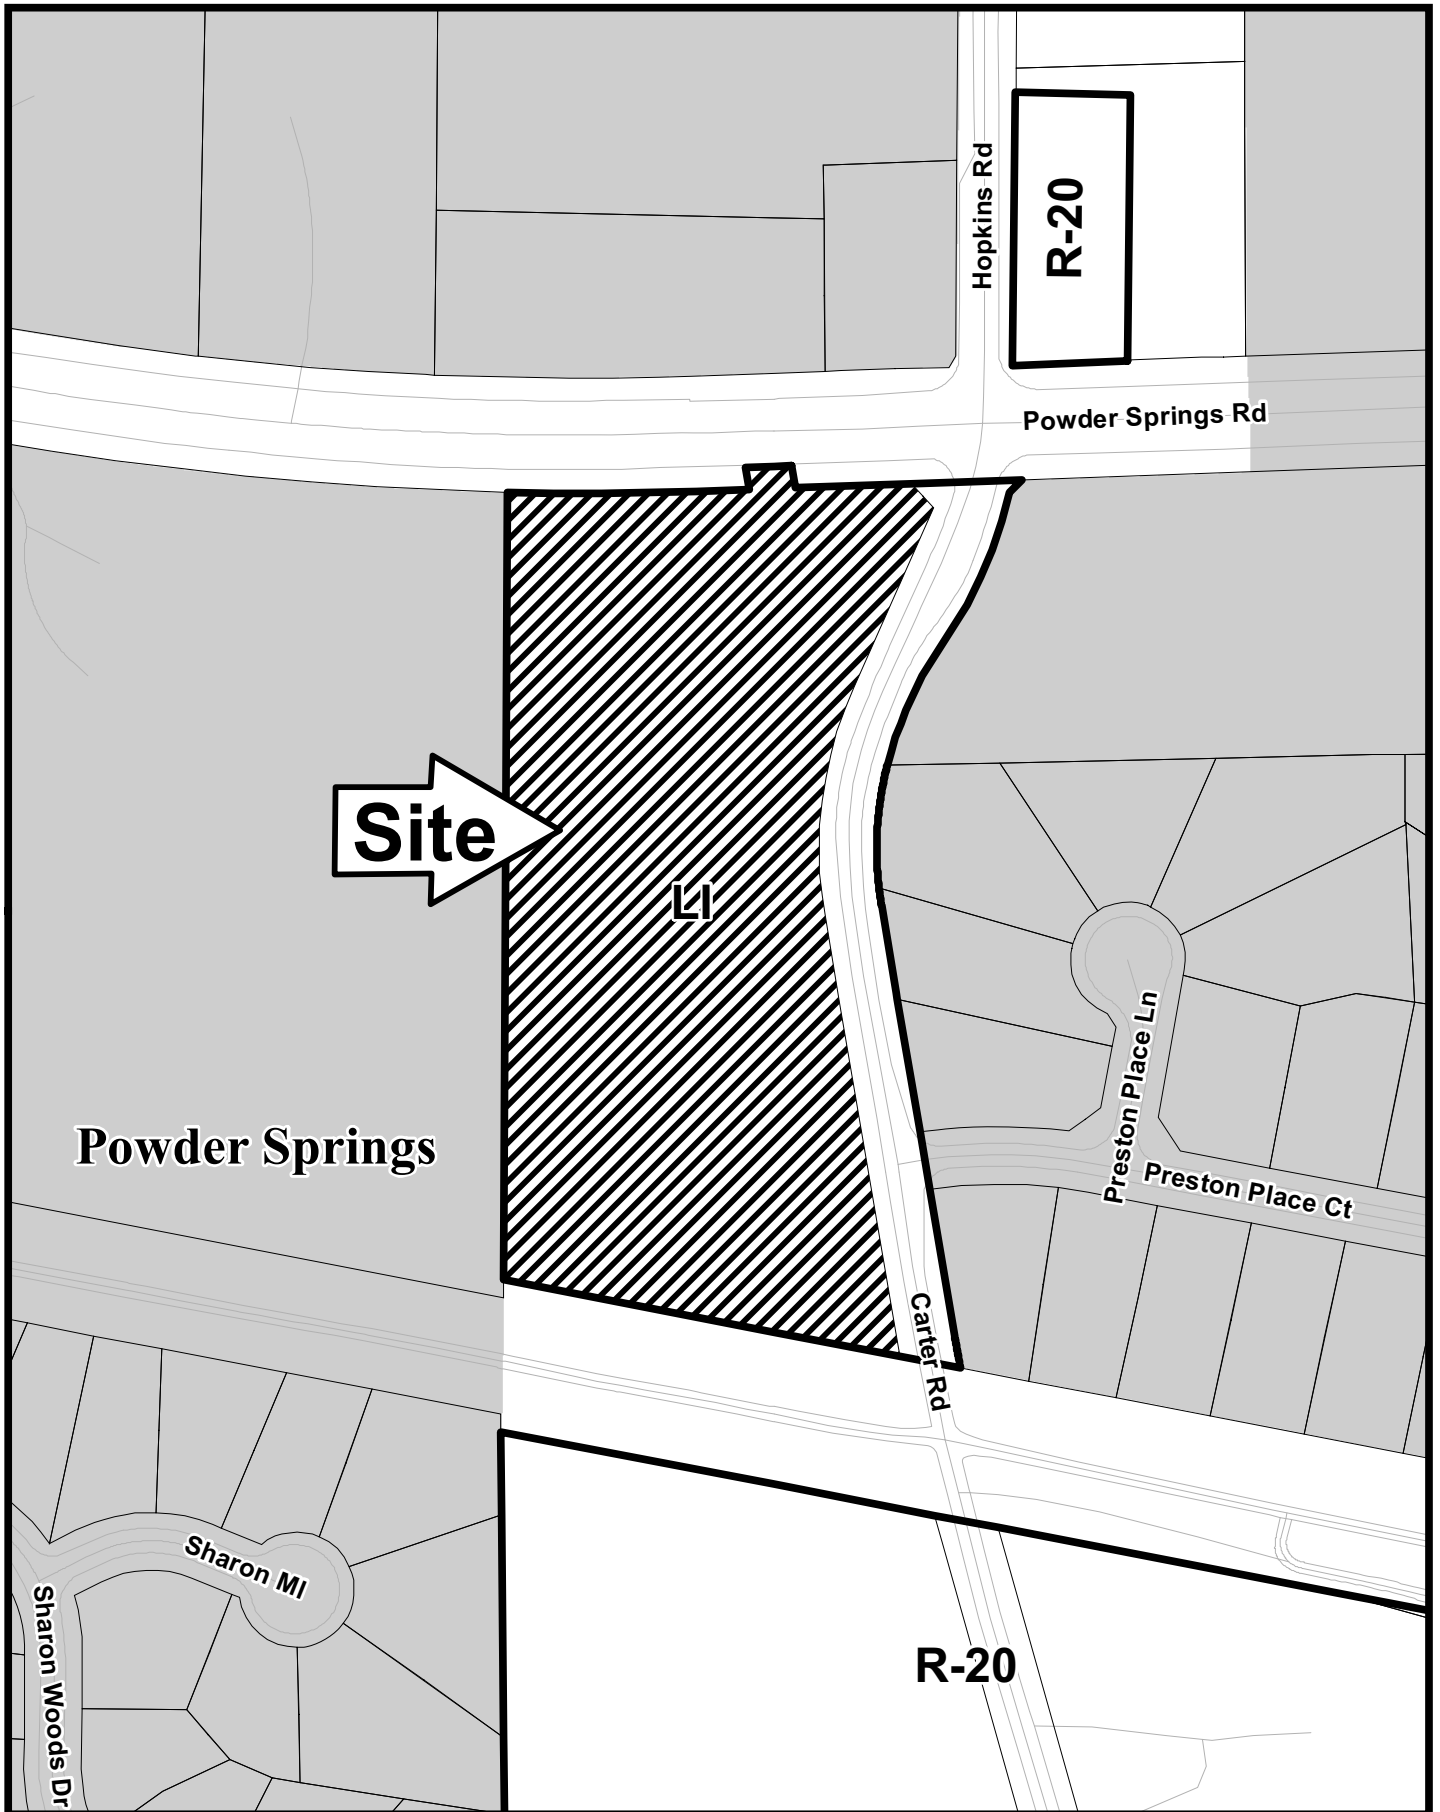 Hopkins Rd
R-20
Powder Springs Rd
Site
LI
Preston Place Ln
Powder Springs
Preston Place Ct
Carter Rd
Sharon Ml
Sharon Woods Dr
R-20